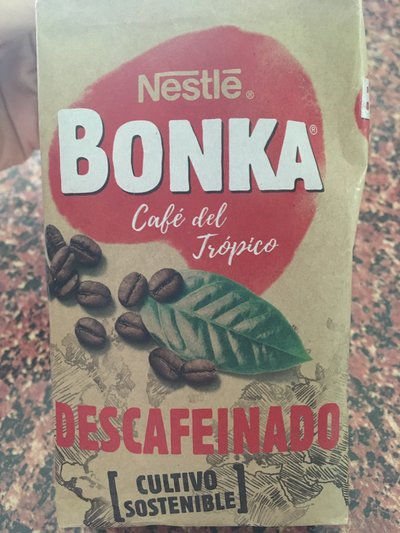 Nestlé®
BONKA®
Café del
Trópico
DESCAFEINADO
[CULTIVO
SOSTENIBLE]